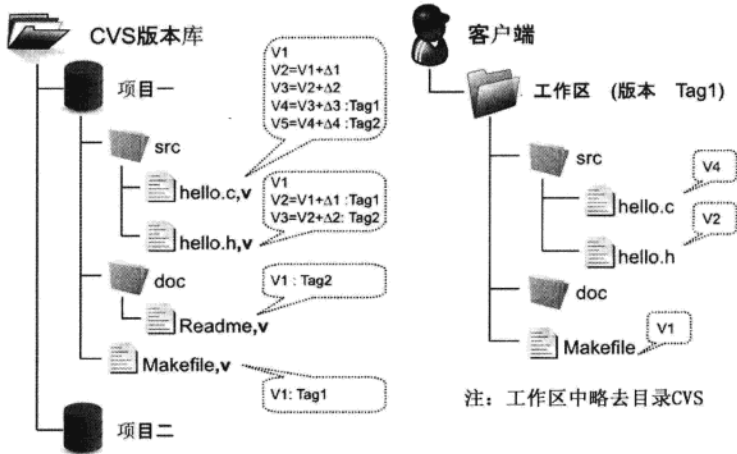 CVS版本库
项目一
V1
V2=V1+Δ1
V3=V2+Δ2
V4=V3+Δ3 :Tag1
V5=V4+Δ4 :Tag2
src
hello.c,v
V1
V2=V1+Δ1 :Tag1
V3=V2+Δ2: Tag2
hello.h,v
doc
V1 : Tag2
Readme,v
Makefile,v
V1: Tag1
项目二
客户端
工作区 (版本 Tag1)
src
V4
hello.c
V2
hello.h
doc
V1
Makefile
注: 工作区中略去目录CVS